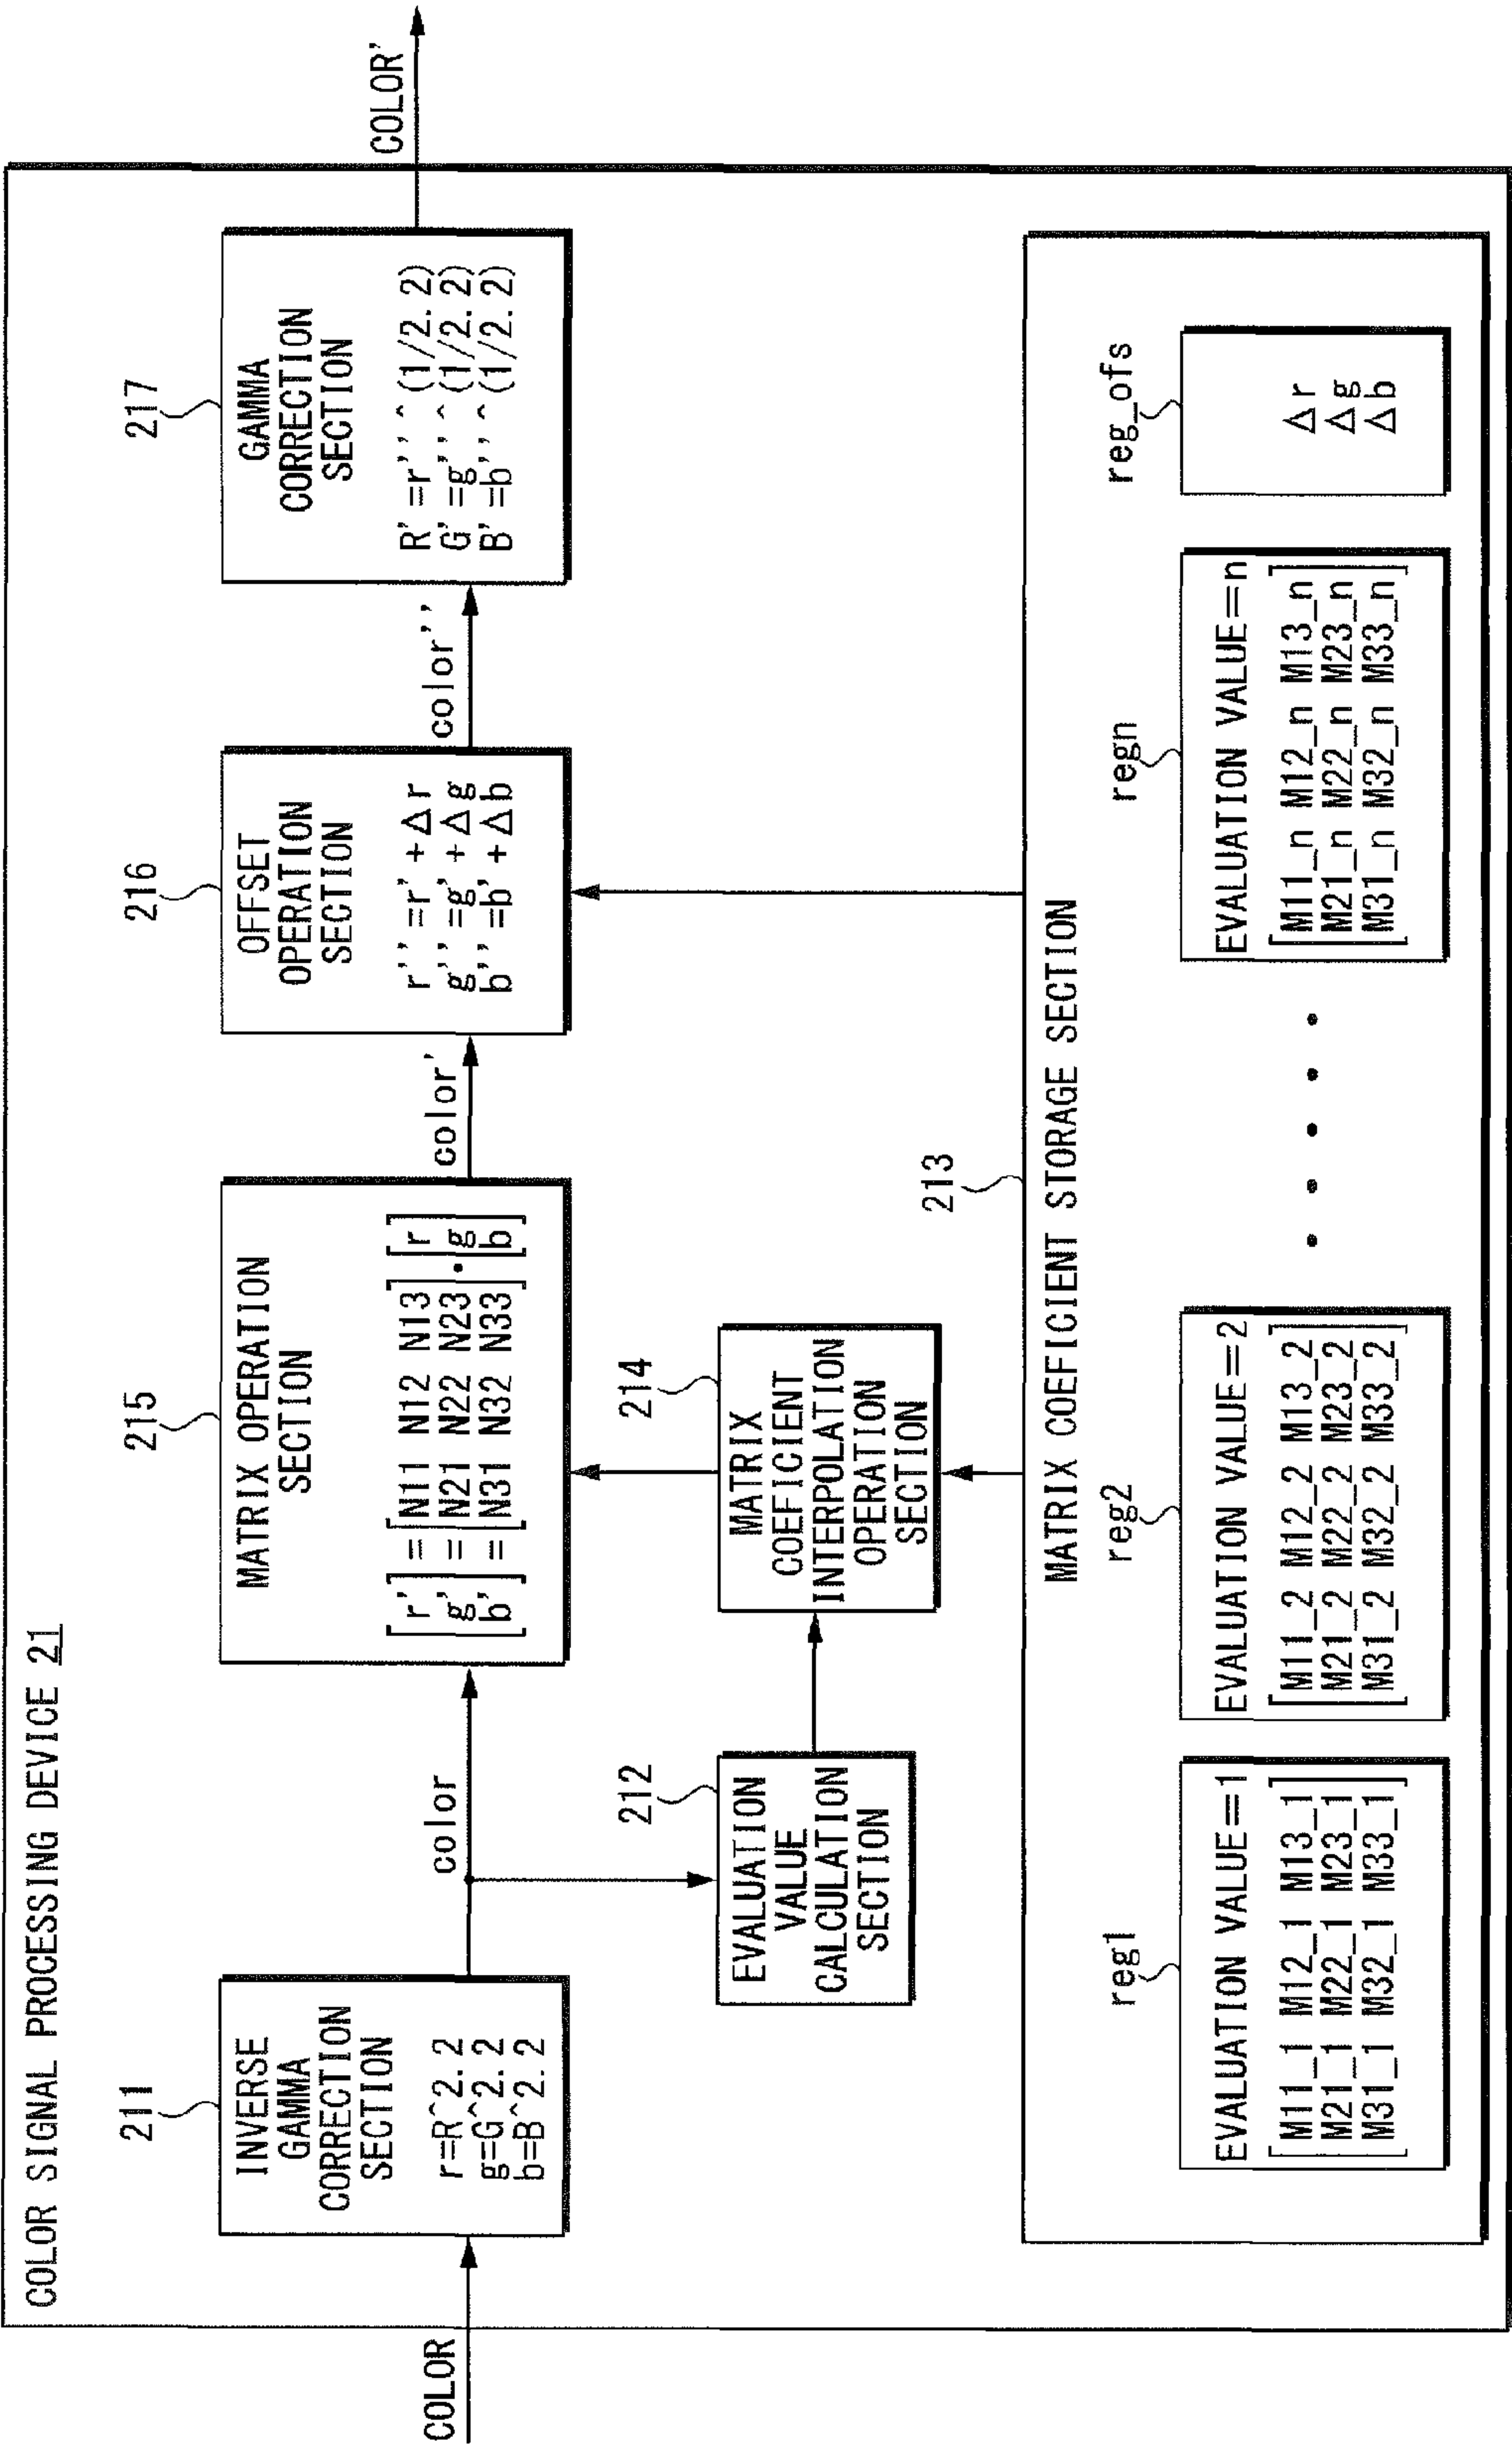 COLOR SIGNAL PROCESSING DEVICE 21
COLOR
211
INVERSE
GAMMA
CORRECTION
SECTION
r=R^2.2
g=G^2.2
b=B^2.2
color
212
EVALUATION
VALUE
CALCULATION
SECTION
215
MATRIX OPERATION
SECTION
[r'] = [N11 N12 N13] [r]
[g'] = [N21 N22 N23]・[g]
[b'] = [N31 N32 N33] [b]
214
MATRIX
COEFICIENT
INTERPOLATION
OPERATION
SECTION
color'
216
OFFSET
OPERATION
SECTION
r''=r'+Δr
g''=g'+Δg
b''=b'+Δb
color''
217
GAMMA
CORRECTION
SECTION
R'=r''^(1/2.2)
G'=g''^(1/2.2)
B'=b''^(1/2.2)
COLOR'
213
MATRIX COEFICIENT STORAGE SECTION
reg1
EVALUATION VALUE=1
[M11_1 M12_1 M13_1]
[M21_1 M22_1 M23_1]
[M31_1 M32_1 M33_1]
reg2
EVALUATION VALUE=2
[M11_2 M12_2 M13_2]
[M21_2 M22_2 M23_2]
[M31_2 M32_2 M33_2]
• • • • •
regn
EVALUATION VALUE=n
[M11_n M12_n M13_n]
[M21_n M22_n M23_n]
[M31_n M32_n M33_n]
reg_ofs
Δr
Δg
Δb